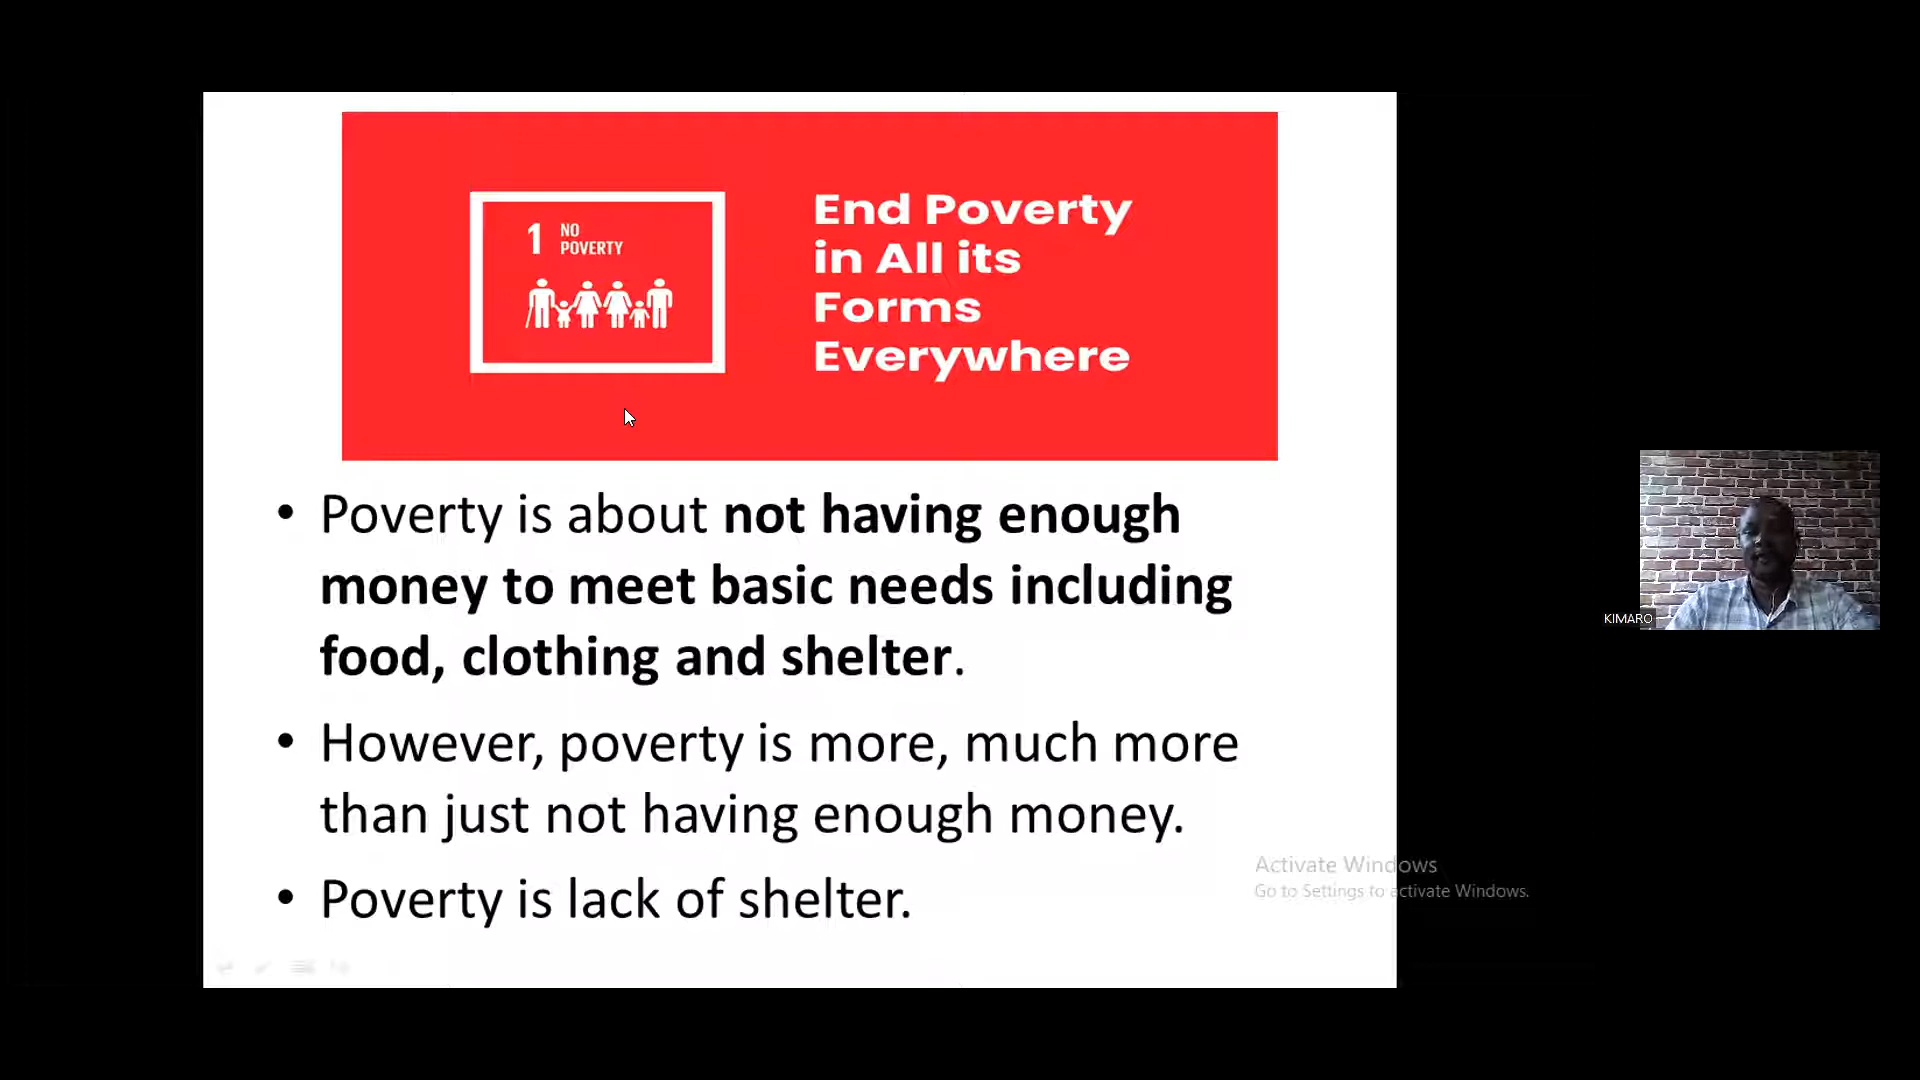 1 NO
POVERTY
End Poverty
in All its
Forms
Everywhere
• Poverty is about not having enough
money to meet basic needs including
food, clothing and shelter.
• However, poverty is more, much more
than just not having enough money.
• Poverty is lack of shelter.
Activate Windows
Go to Settings to activate Windows.
KIMARO